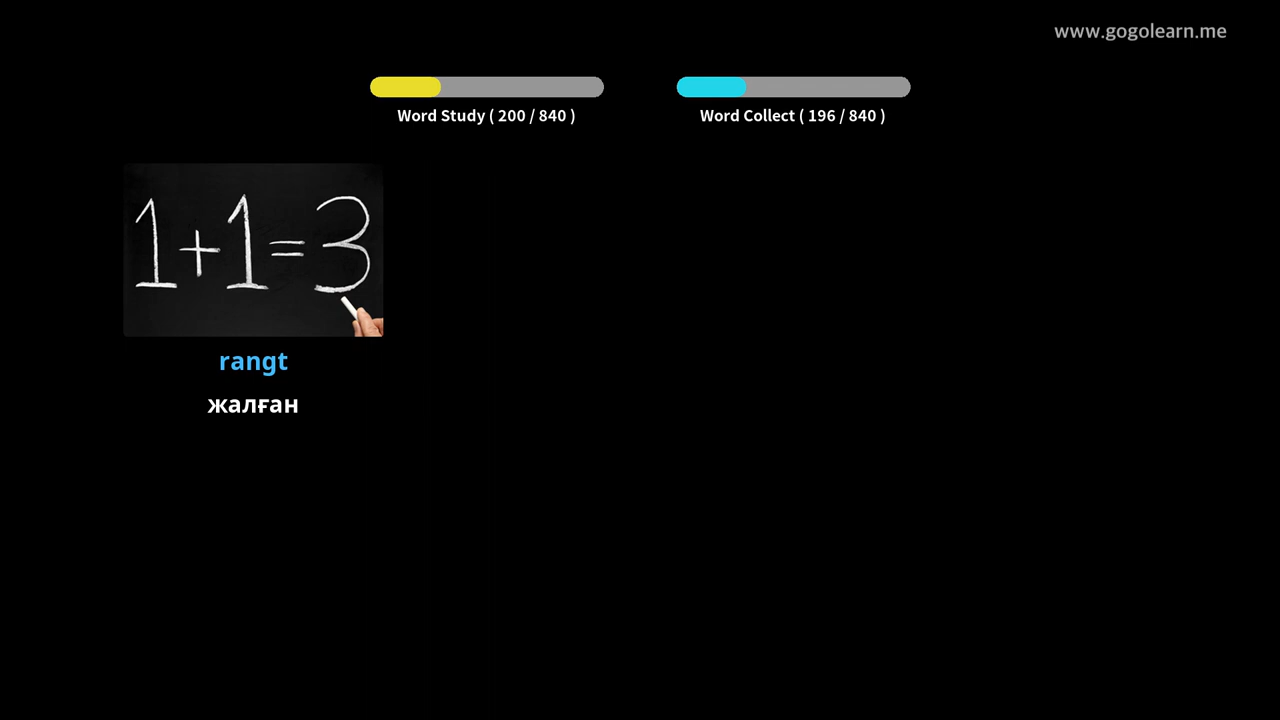 www.gogolearn.me
Word Study ( 200 / 840 )
Word Collect ( 196 / 840 )
1+1=3
rangt
жалған